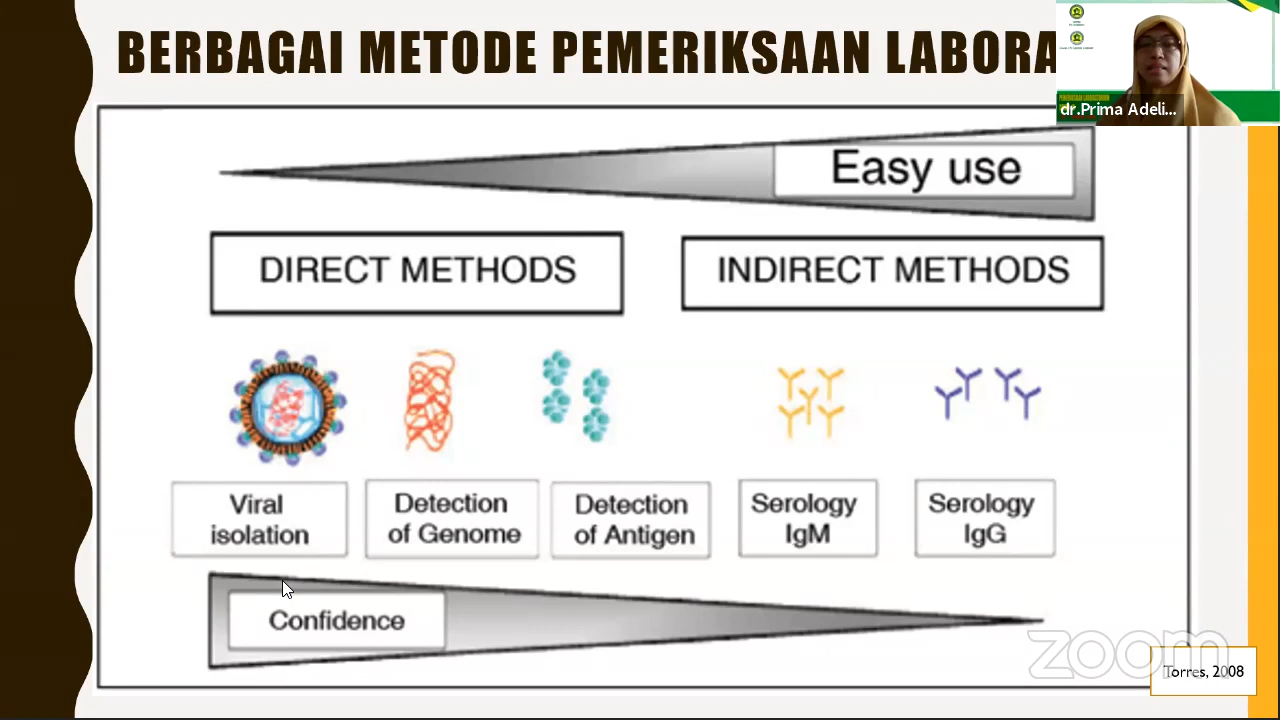 BERBAGAI METODE PEMERIKSAAN LABORA
dr.Prima Adeli...
Easy use
DIRECT METHODS
INDIRECT METHODS
Viral
isolation
Detection
of Genome
Detection
of Antigen
Serology
IgM
Serology
IgG
Confidence
zoom
Torres, 2008